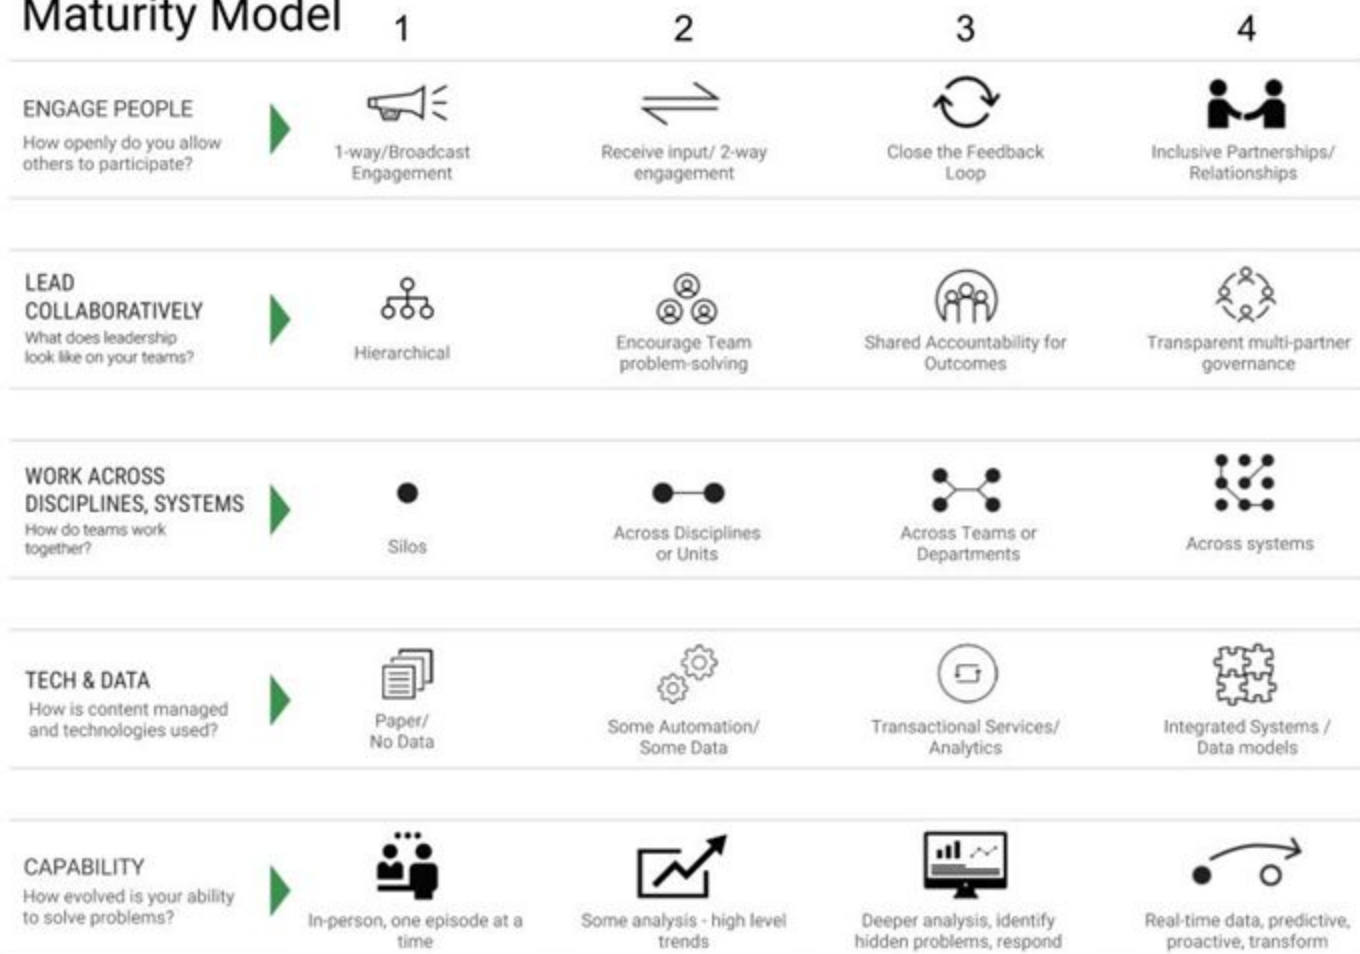 Maturity Model
1
2
3
4
ENGAGE PEOPLE
How openly do you allow
others to participate?
1-way/Broadcast
Engagement
Receive input/ 2-way
engagement
Close the Feedback
Loop
Inclusive Partnerships/
Relationships
LEAD
COLLABORATIVELY
What does leadership
look like on your teams?
Hierarchical
Encourage Team
problem-solving
Shared Accountability for
Outcomes
Transparent multi-partner
governance
WORK ACROSS
DISCIPLINES, SYSTEMS
How do teams work
together?
Silos
Across Disciplines
or Units
Across Teams or
Departments
Across systems
TECH & DATA
How is content managed
and technologies used?
Paper/
No Data
Some Automation/
Some Data
Transactional Services/
Analytics
Integrated Systems /
Data models
CAPABILITY
How evolved is your ability
to solve problems?
In-person, one episode at a
time
Some analysis - high level
trends
Deeper analysis, identify
hidden problems, respond
Real-time data, predictive,
proactive, transform